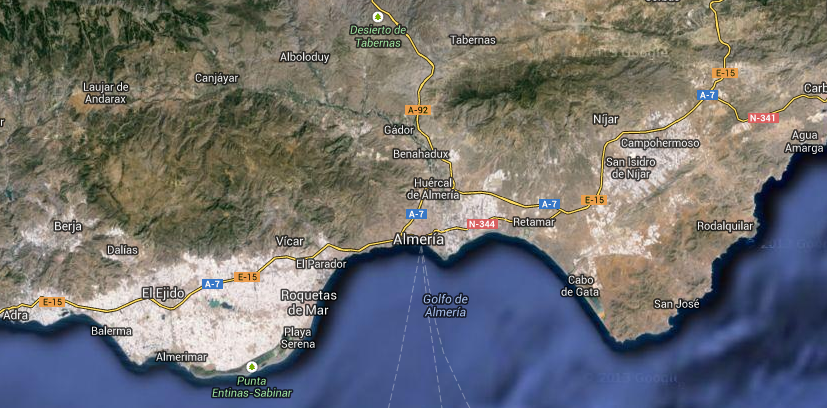 Desierto de
Tabernas
Tabernas
Alboloduy
Canjáyar
Laujar de
Andarax
E-15
A-7
A-92
N-341
Níjar
Gádor
Agua
Amarga
Campohermoso
Benahadux
San Isidro
de Níjar
Huércal
de Almería
A-7
E-15
A-7
N-344
Retamar
Rodalquilar
Berja
Dalías
Vícar
Almería
El Parador
A-7
E-15
El Ejido
Roquetas
de Mar
E-15
Adra
Cabo
de Gata
San José
Golfo de
Almería
Balerma
Playa
Serena
Almerimar
Punta
Entinas-Sabinar